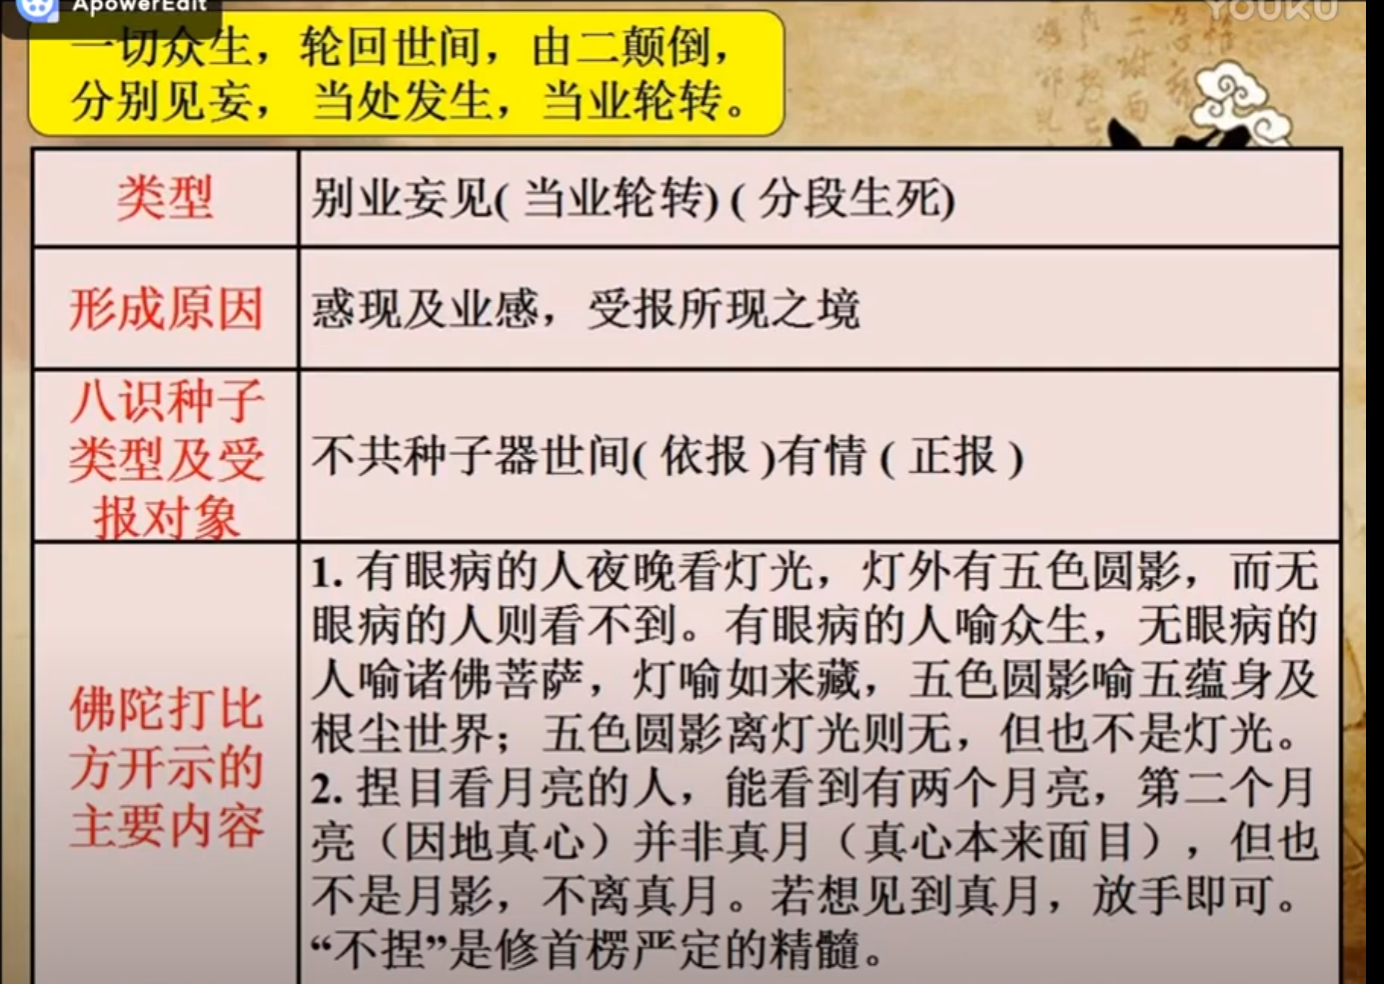 ApowerEdit
YOUKU
一切众生，轮回世间，由二颠倒，
分别见妄， 当处发生，当业轮转。
类型
别业妄见( 当业轮转) ( 分段生死)
形成原因
惑现及业感，受报所现之境
八识种子
类型及受
报对象
不共种子器世间( 依报 )有情 ( 正报 )
佛陀打比
方开示的
主要内容
1. 有眼病的人夜晚看灯光，灯外有五色圆影，而无
眼病的人则看不到。有眼病的人喻众生，无眼病的
人喻诸佛菩萨，灯喻如来藏，五色圆影喻五蕴身及
根尘世界；五色圆影离灯光则无，但也不是灯光。
2. 捏目看月亮的人，能看到有两个月亮，第二个月
亮（因地真心）并非真月（真心本来面目），但也
不是月影，不离真月。若想见到真月，放手即可。
“不捏”是修首楞严定的精髓。